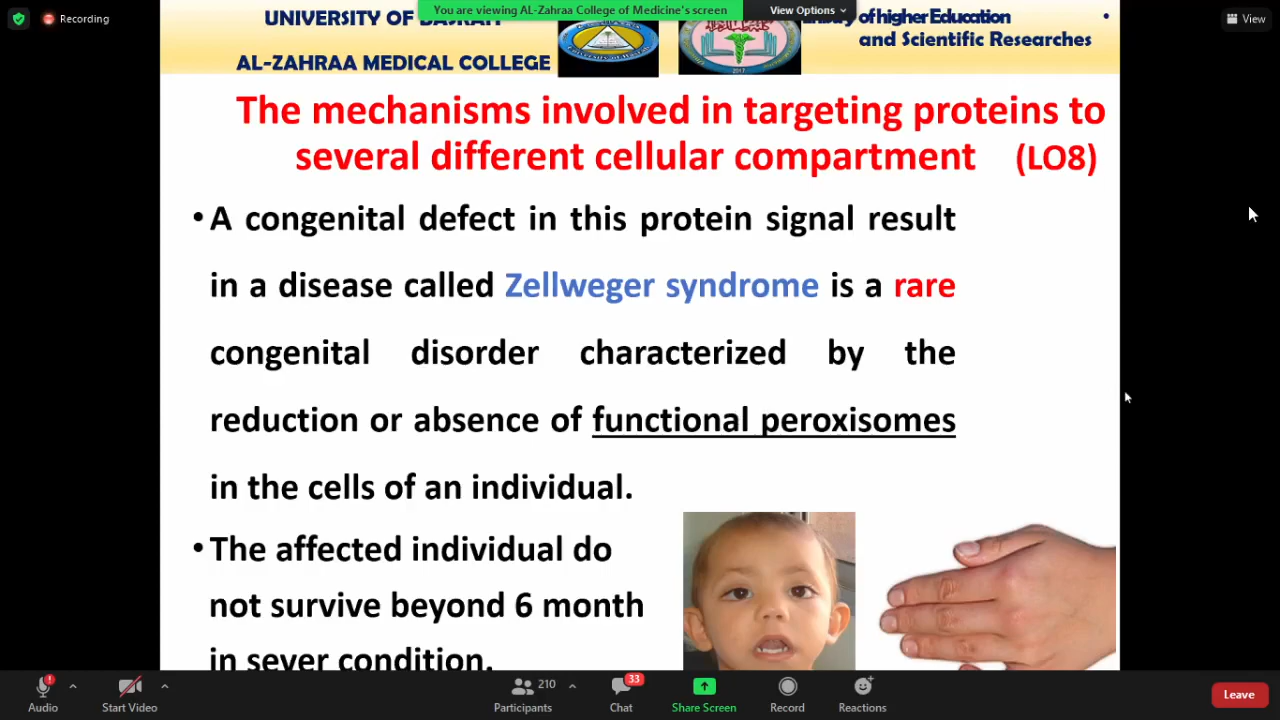 Recording
You are viewing AL-Zahraa College of Medicine's screen
View Options
View
UNIVERSITY OF
of higher Education
and Scientific Researches
AL-ZAHRAA MEDICAL COLLEGE
The mechanisms involved in targeting proteins to
several different cellular compartment (LO8)
• A congenital defect in this protein signal result
in a disease called Zellweger syndrome is a rare
congenital disorder characterized by the
reduction or absence of functional peroxisomes
in the cells of an individual.
• The affected individual do
not survive beyond 6 month
in sever condition.
Audio
Start Video
210
Participants
33
Chat
Share Screen
Record
Reactions
Leave